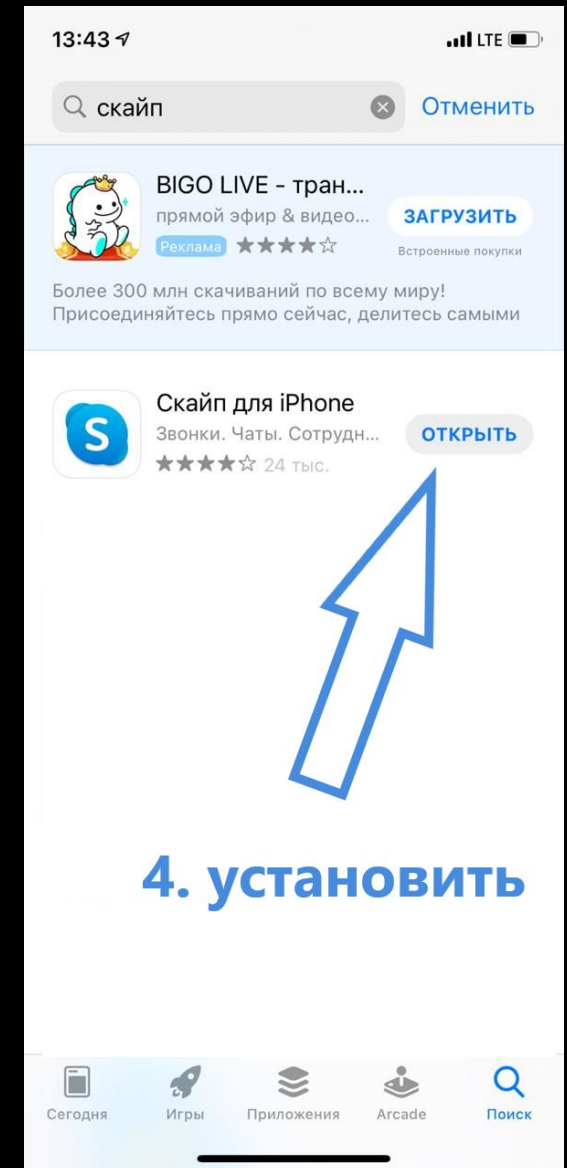 13:43
LTE
скайп
Отменить
BIGO LIVE - тран...
прямой эфир & видео...
ЗАГРУЗИТЬ
Реклама
Встроенные покупки
Более 300 млн скачиваний по всему миру!
Присоединяйтесь прямо сейчас, делитесь самыми
S
Скайп для iPhone
Звонки. Чаты. Сотрудн...
ОТКРЫТЬ
24 тыс.
4. установить
Сегодня
Игры
Приложения
Arcade
Поиск